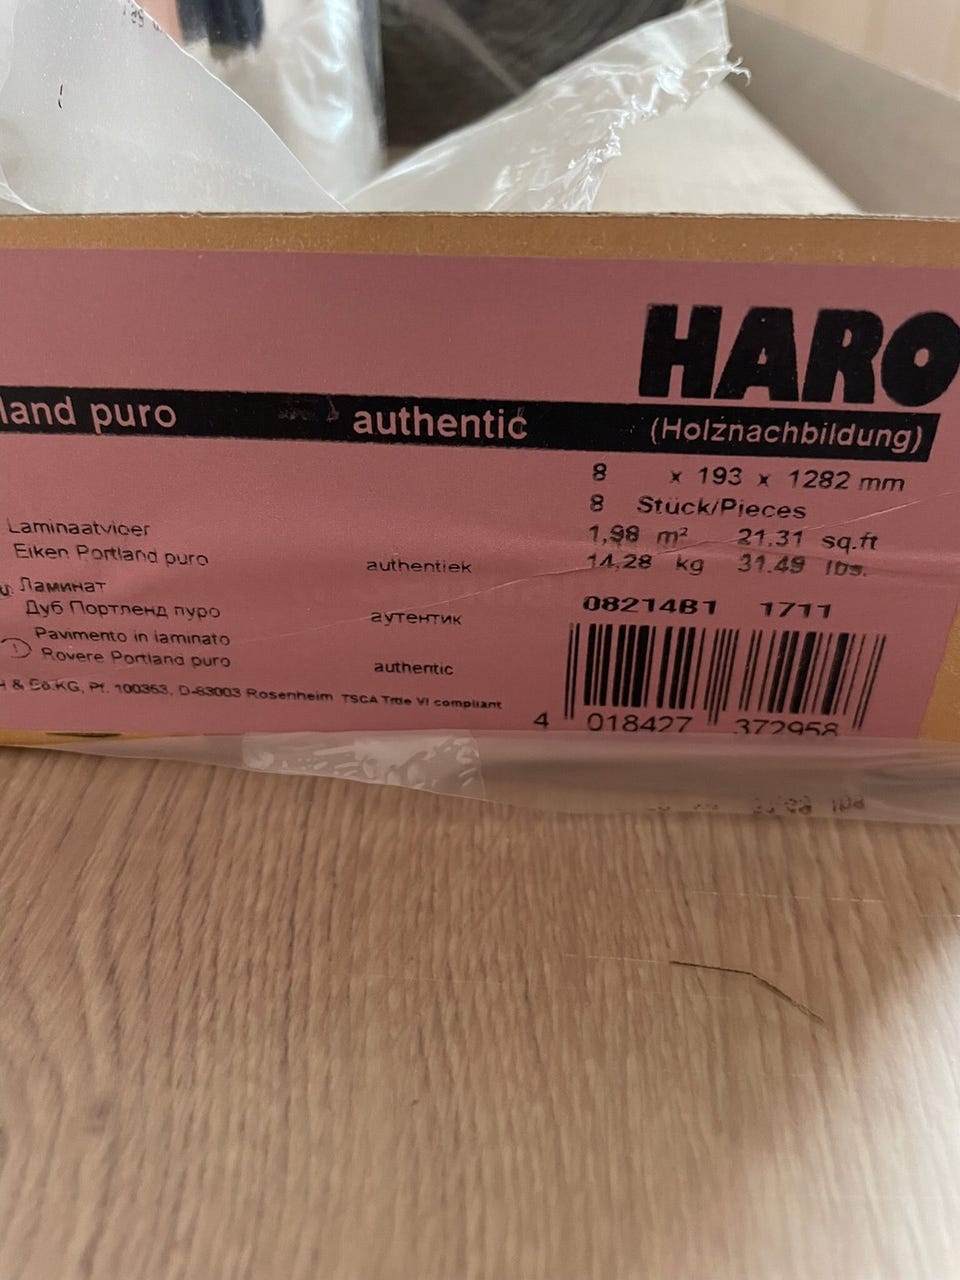 HARO
land puro authentic (Holznachbildung)
8 x 193 x 1282 mm
8 Stück/Pieces
1,98 m² 21.31 sq.ft
14,28 kg 31.49 lbs.
08214B1 1711
4 018427 372958
Laminaatvloer
Eiken Portland puro authentiek
Ламинат
Дуб Портленд пуро аутентик
Pavimento in laminato
Rovere Portland puro authentic
& Co.KG, Pf. 100353, D-83003 Rosenheim TSCA Title VI compliant